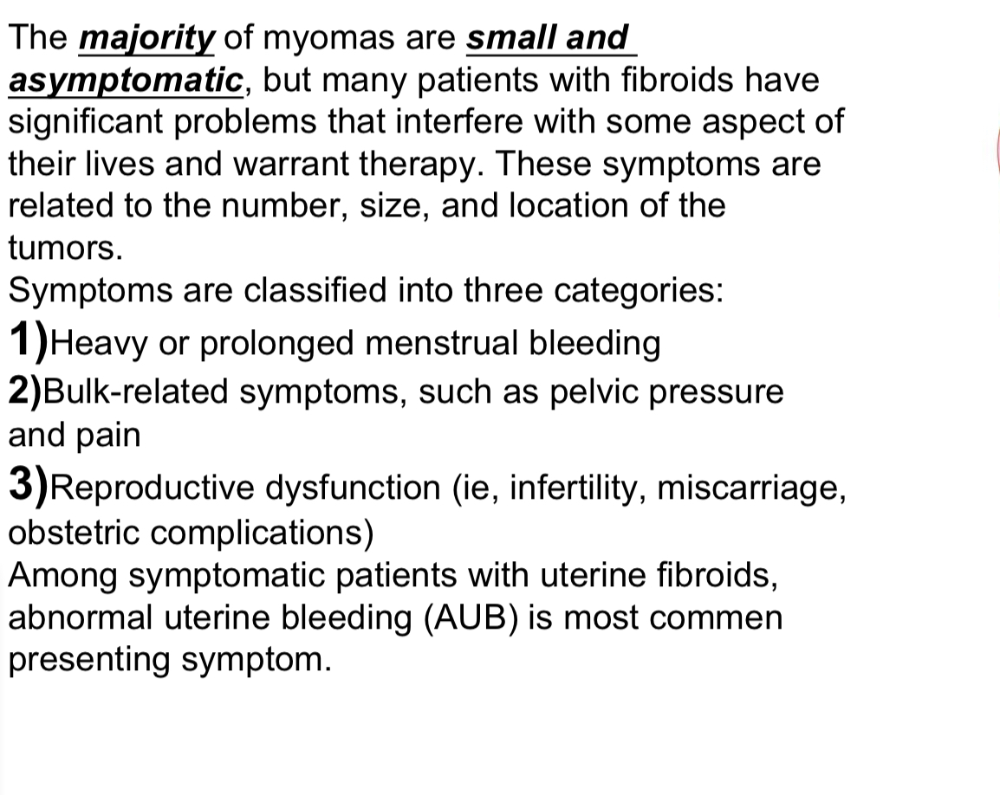 The majority of myomas are small and
asymptomatic, but many patients with fibroids have
significant problems that interfere with some aspect of
their lives and warrant therapy. These symptoms are
related to the number, size, and location of the
tumors.
Symptoms are classified into three categories:
1)Heavy or prolonged menstrual bleeding
2)Bulk-related symptoms, such as pelvic pressure
and pain
3)Reproductive dysfunction (ie, infertility, miscarriage,
obstetric complications)
Among symptomatic patients with uterine fibroids,
abnormal uterine bleeding (AUB) is most commen
presenting symptom.